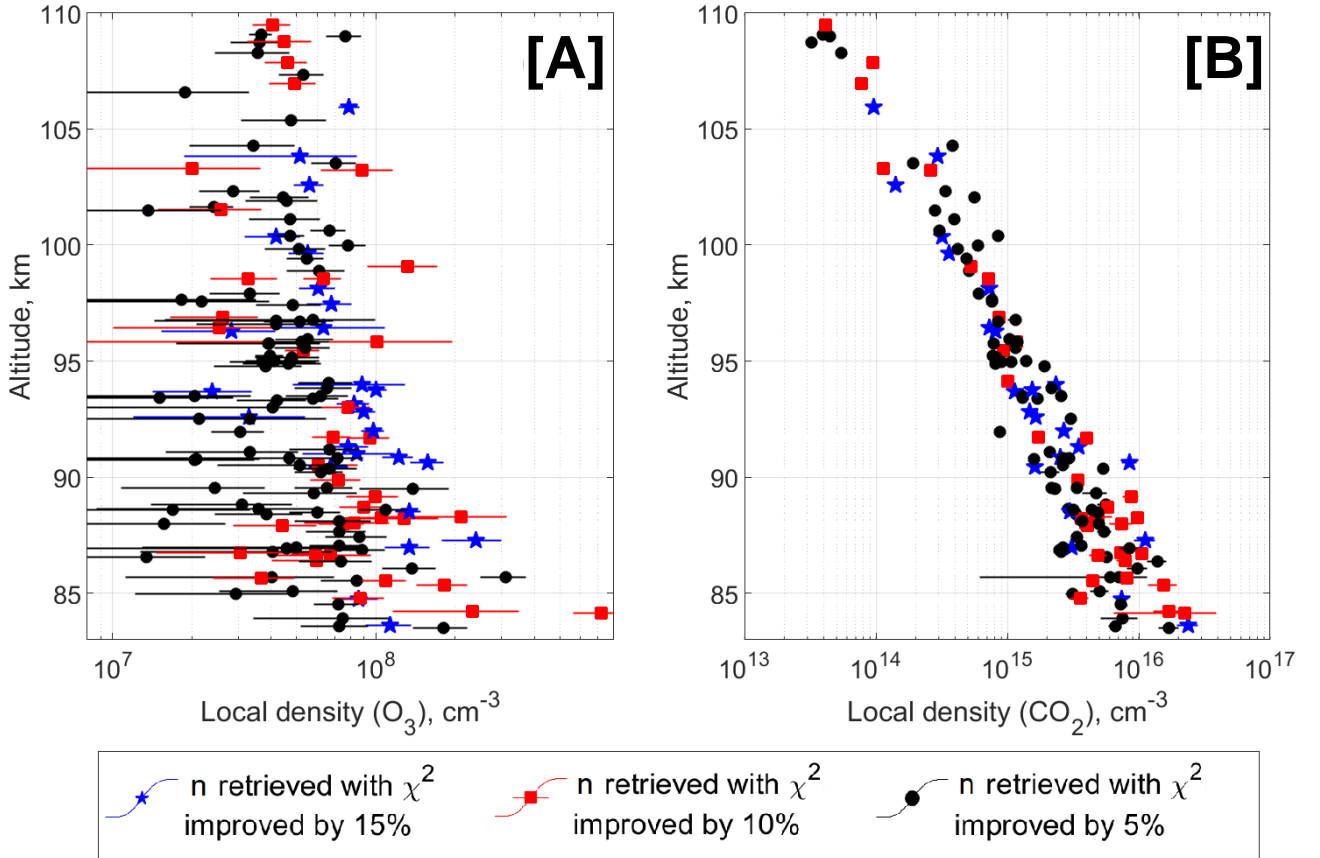 [A]
110
105
100
95
90
85
Altitude, km
10^7
10^8
Local density (O_3), cm^-3
[B]
110
105
100
95
90
85
Altitude, km
10^13
10^14
10^15
10^16
10^17
Local density (CO_2), cm^-3
n retrieved with χ^2
improved by 15%
n retrieved with χ^2
improved by 10%
n retrieved with χ^2
improved by 5%